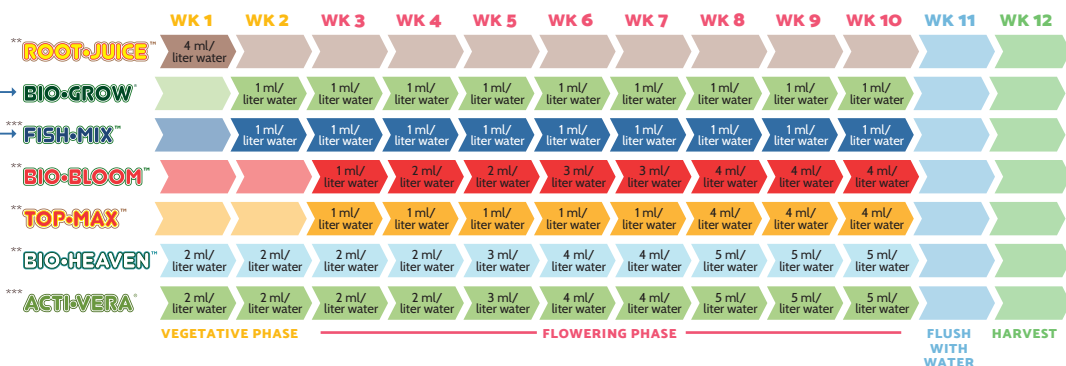 WK 1 WK 2 WK 3 WK 4 WK 5 WK 6 WK 7 WK 8 WK 9 WK 10 WK 11 WK 12
**ROOT•JUICE™ 4 ml/
liter water
BIO•GROW® 1 ml/ 1 ml/ 1 ml/ 1 ml/ 1 ml/ 1 ml/ 1 ml/ 1 ml/ 1 ml/
liter water liter water liter water liter water liter water liter water liter water liter water liter water
***FISH•MIX™ 1 ml/ 1 ml/ 1 ml/ 1 ml/ 1 ml/ 1 ml/ 1 ml/ 1 ml/ 1 ml/
liter water liter water liter water liter water liter water liter water liter water liter water liter water
**BIO•BLOOM™ 1 ml/ 2 ml/ 2 ml/ 3 ml/ 3 ml/ 4 ml/ 4 ml/ 4 ml/
liter water liter water liter water liter water liter water liter water liter water liter water
**TOP•MAX™ 1 ml/ 1 ml/ 1 ml/ 1 ml/ 1 ml/ 4 ml/ 4 ml/ 4 ml/
liter water liter water liter water liter water liter water liter water liter water liter water
**BIO•HEAVEN™ 2 ml/ 2 ml/ 2 ml/ 2 ml/ 3 ml/ 4 ml/ 4 ml/ 5 ml/ 5 ml/ 5 ml/
liter water liter water liter water liter water liter water liter water liter water liter water liter water liter water
***ACTI•VERA® 2 ml/ 2 ml/ 2 ml/ 2 ml/ 3 ml/ 4 ml/ 4 ml/ 5 ml/ 5 ml/ 5 ml/
liter water liter water liter water liter water liter water liter water liter water liter water liter water liter water
VEGETATIVE PHASE FLOWERING PHASE FLUSH HARVEST
WITH
WATER